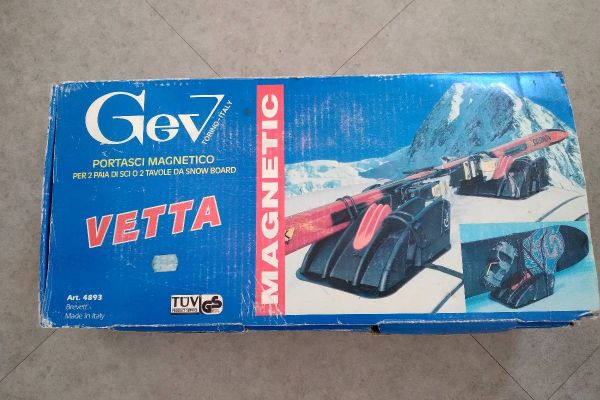 Gev
TORINO-ITALY
PORTASCI MAGNETICO
PER 2 PAIA DI SCI O 2 TAVOLE DA SNOW BOARD
VETTA
MAGNETIC
Art. 4893
Brevett.
Made in Italy
TÜV
GS